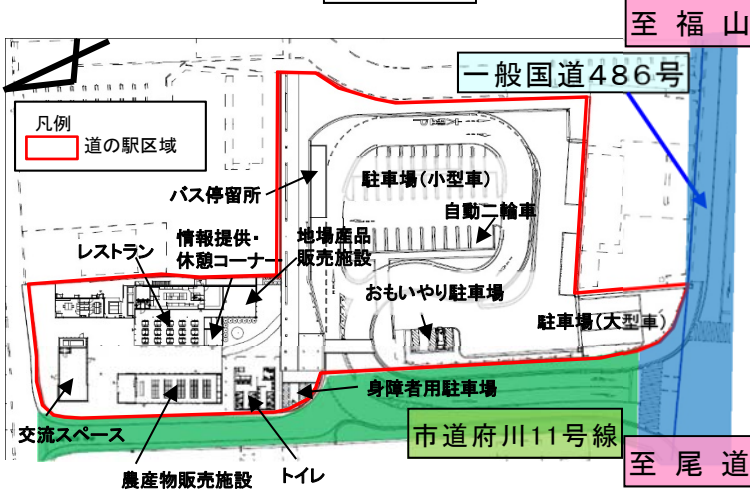 至 福 山
一般国道486号
凡例
道の駅区域
バス停留所
駐車場(小型車)
自動二輪車
レストラン
情報提供・
休憩コーナー
地場産品
販売施設
おもいやり駐車場
駐車場(大型車)
身障者用駐車場
交流スペース
市道府川11号線
農産物販売施設
トイレ
至 尾 道